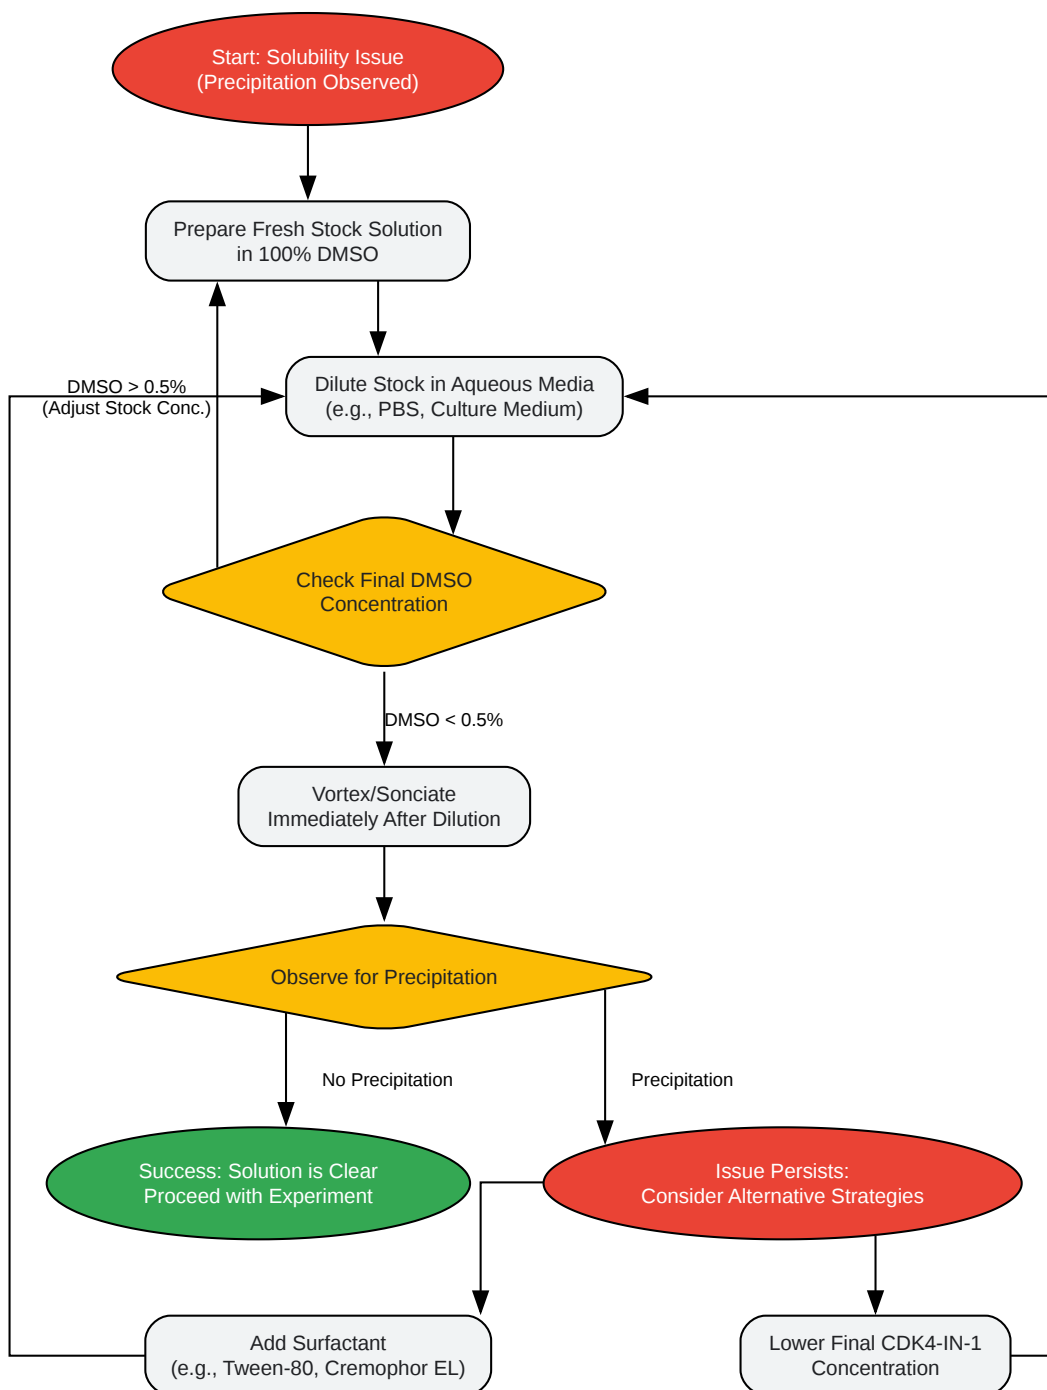 Start: Solubility Issue
(Precipitation Observed)
Prepare Fresh Stock Solution
in 100% DMSO
Dilute Stock in Aqueous Media
(e.g., PBS, Culture Medium)
DMSO > 0.5%
(Adjust Stock Conc.)
Check Final DMSO
Concentration
DMSO < 0.5%
Vortex/Sonciate
Immediately After Dilution
Observe for Precipitation
No Precipitation
Precipitation
Success: Solution is Clear
Proceed with Experiment
Issue Persists:
Consider Alternative Strategies
Add Surfactant
(e.g., Tween-80, Cremophor EL)
Lower Final CDK4-IN-1
Concentration